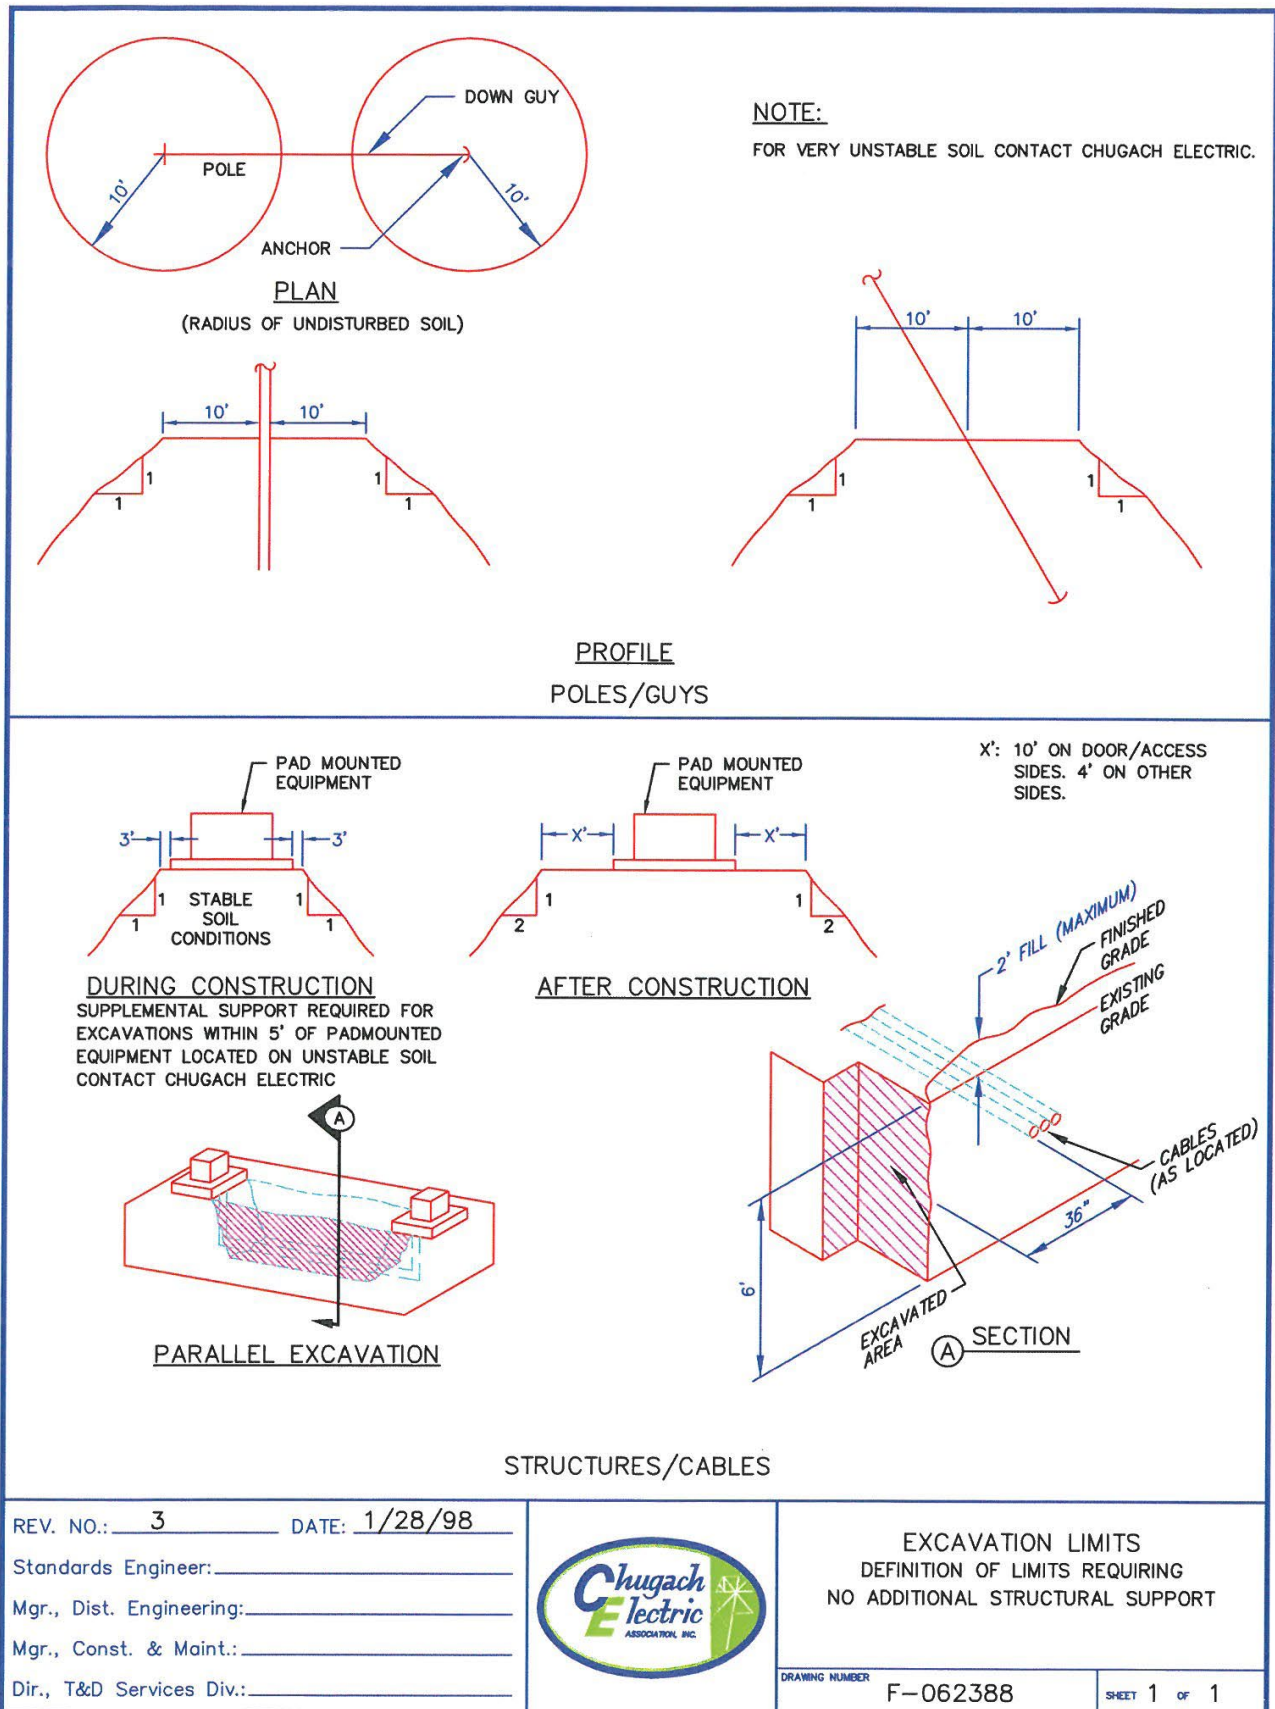 DOWN GUY
POLE
10'
10'
ANCHOR
PLAN
(RADIUS OF UNDISTURBED SOIL)
NOTE:
FOR VERY UNSTABLE SOIL CONTACT CHUGACH ELECTRIC.
10' 10'
1 1
1 1
10' 10'
1 1
1 1
PROFILE
POLES/GUYS
PAD MOUNTED
EQUIPMENT
3' 3'
STABLE
SOIL
CONDITIONS
1 1
1 1
DURING CONSTRUCTION
SUPPLEMENTAL SUPPORT REQUIRED FOR
EXCAVATIONS WITHIN 5' OF PADMOUNTED
EQUIPMENT LOCATED ON UNSTABLE SOIL
CONTACT CHUGACH ELECTRIC
PAD MOUNTED
EQUIPMENT
X' X'
1 1
2 2
AFTER CONSTRUCTION
X': 10' ON DOOR/ACCESS
SIDES. 4' ON OTHER
SIDES.
A
PARALLEL EXCAVATION
2' FILL (MAXIMUM)
FINISHED
GRADE
EXISTING
GRADE
CABLES
(AS LOCATED)
36"
6'
EXCAVATED
AREA
A SECTION
STRUCTURES/CABLES
REV. NO.: 3 DATE: 1/28/98
Standards Engineer:
Mgr., Dist. Engineering:
Mgr., Const. & Maint.:
Dir., T&D Services Div.:
Chugach
Electric
ASSOCIATION, INC.
EXCAVATION LIMITS
DEFINITION OF LIMITS REQUIRING
NO ADDITIONAL STRUCTURAL SUPPORT
DRAWING NUMBER
F-062388
SHEET 1 OF 1